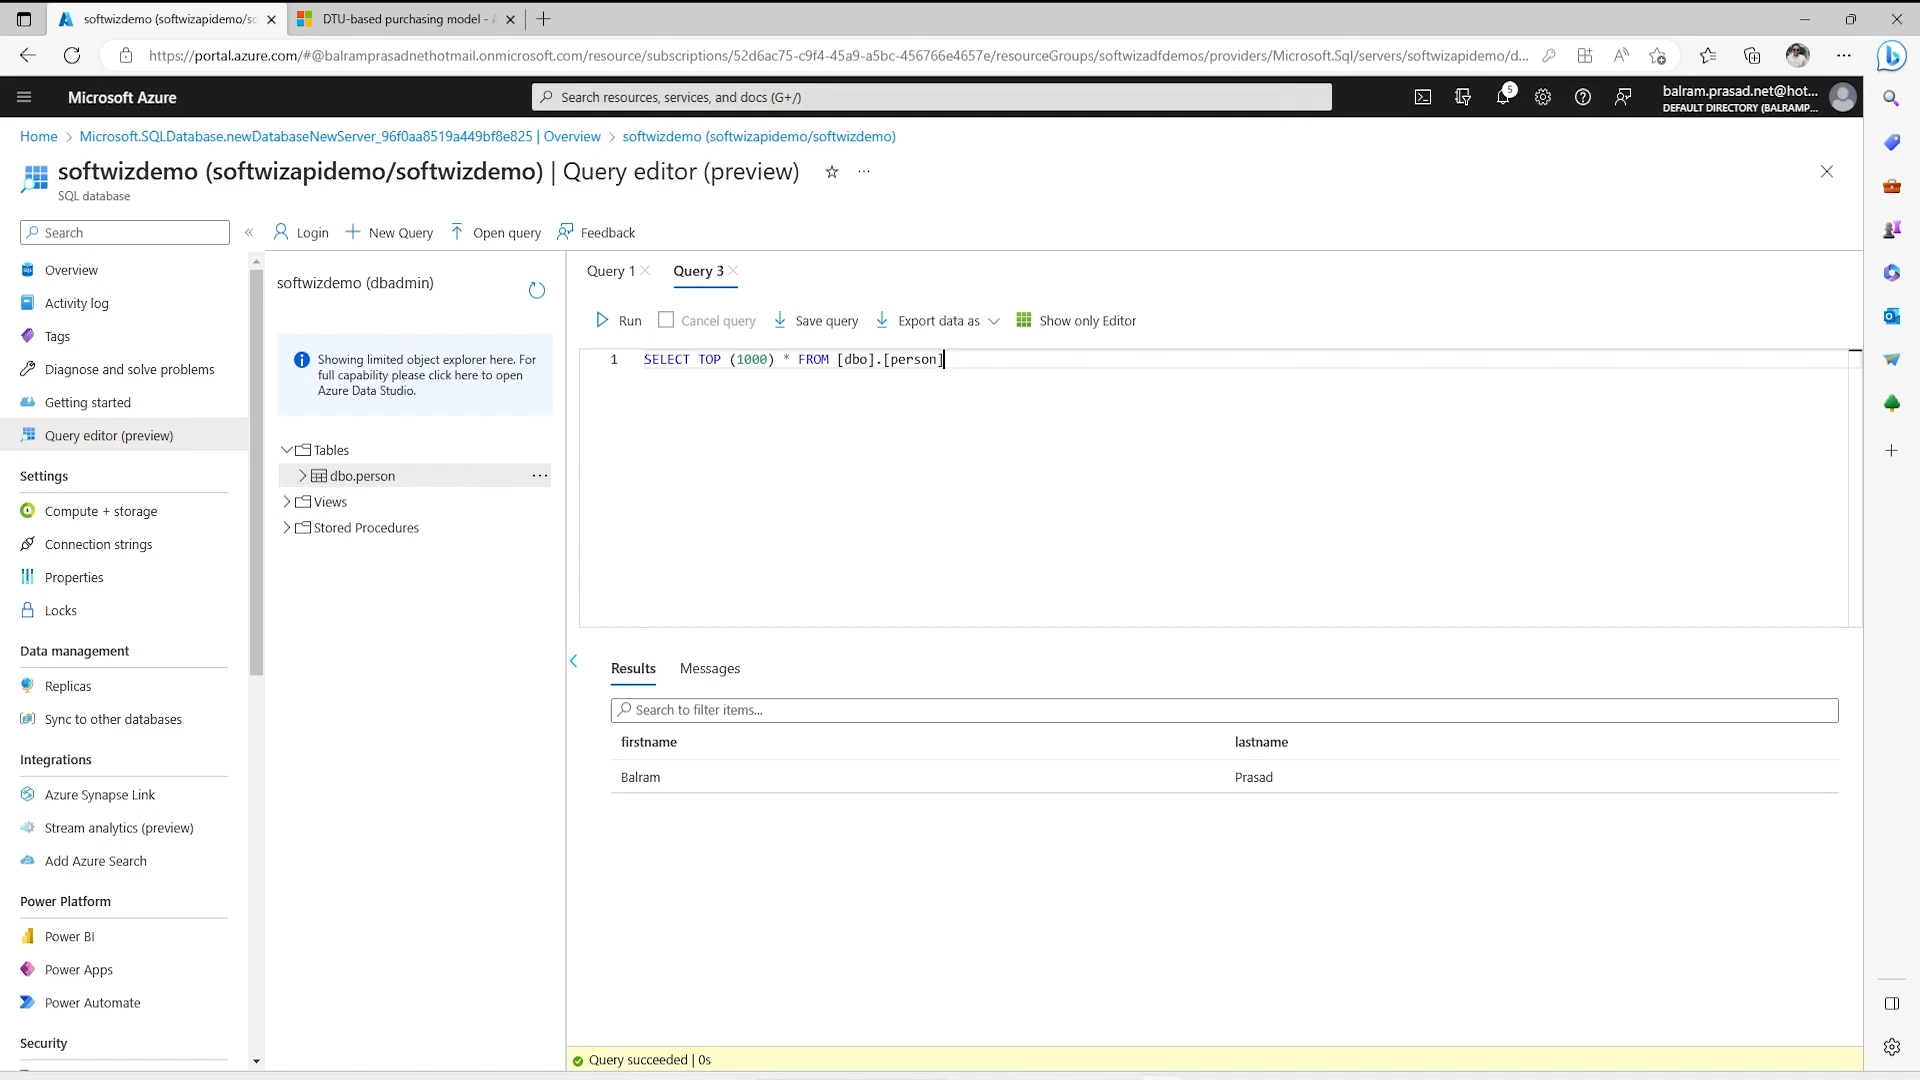 softwizdemo (softwizapidemo/so
DTU-based purchasing model -
https://portal.azure.com/#@balramprasadnethotmail.onmicrosoft.com/resource/subscriptions/52d6ac75-c9f4-45a9-a5bc-456766e4657e/resourceGroups/softwizadfdemos/providers/Microsoft.Sql/servers/softwizapidemo/d...
Microsoft Azure
Search resources, services, and docs (G+/)
5
balram.prasad.net@hot...
DEFAULT DIRECTORY (BALRAMP...
Home > Microsoft.SQLDatabase.newDatabaseNewServer_96f0aa8519a449bf8e825 | Overview > softwizdemo (softwizapidemo/softwizdemo)
softwizdemo (softwizapidemo/softwizdemo) | Query editor (preview)
SQL database
Search
Login
New Query
Open query
Feedback
Overview
Activity log
Tags
Diagnose and solve problems
Getting started
Query editor (preview)
Settings
Compute + storage
Connection strings
Properties
Locks
Data management
Replicas
Sync to other databases
Integrations
Azure Synapse Link
Stream analytics (preview)
Add Azure Search
Power Platform
Power BI
Power Apps
Power Automate
Security
softwizdemo (dbadmin)
Showing limited object explorer here. For
full capability please click here to open
Azure Data Studio.
Tables
dbo.person
Views
Stored Procedures
Query 1
Query 3
Run
Cancel query
Save query
Export data as
Show only Editor
1 SELECT TOP (1000) * FROM [dbo].[person]
Results
Messages
Search to filter items...
firstname lastname
Balram Prasad
Query succeeded | 0s